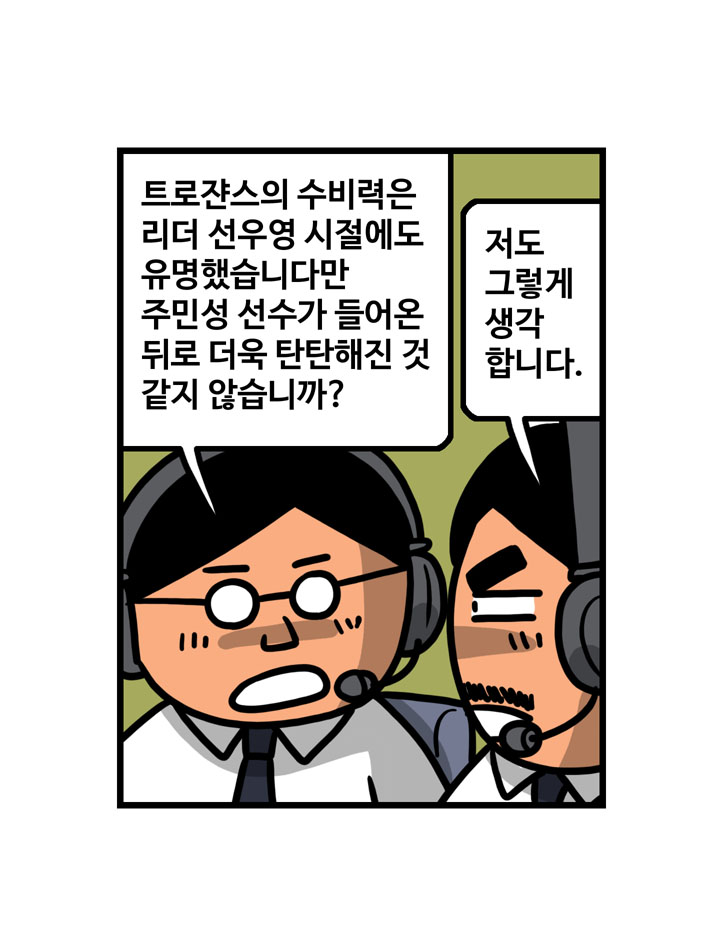 트로쟌스의 수비력은
리더 선우영 시절에도
유명했습니다만
주민성 선수가 들어온
뒤로 더욱 탄탄해진 것
같지 않습니까?
저도
그렇게
생각
합니다.